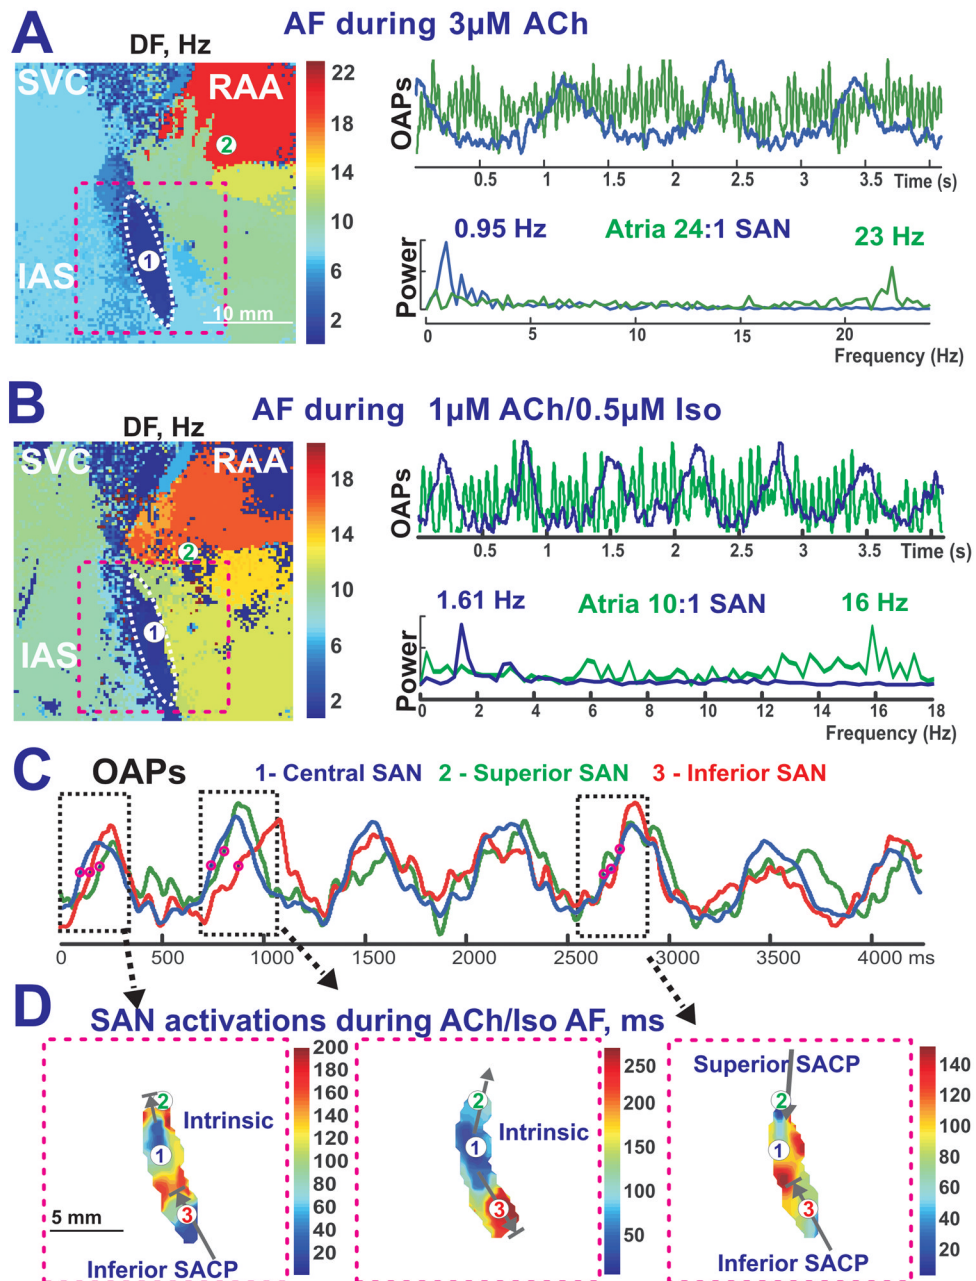 A
AF during 3µM ACh
DF, Hz
SVC
RAA
2
1
IAS
10 mm
22
18
14
10
6
2
OAPs
0.5 1 1.5 2 2.5 3 3.5 Time (s)
0.95 Hz Atria 24:1 SAN 23 Hz
Power
0 5 10 15 20
Frequency (Hz)
B
AF during 1µM ACh/0.5µM Iso
DF, Hz
SVC
RAA
2
1
IAS
18
14
10
6
2
OAPs
0.5 1 1.5 2 2.5 3 3.5 Time (s)
1.61 Hz Atria 10:1 SAN 16 Hz
Power
0 2 4 6 8 10 12 14 16 18
Frequency (Hz)
C
OAPs 1- Central SAN 2 - Superior SAN 3 - Inferior SAN
0 500 1000 1500 2000 2500 3000 3500 4000 ms
D
SAN activations during ACh/Iso AF, ms
2
Intrinsic
1
3
5 mm
Inferior SACP
200
180
160
140
120
100
80
60
40
20
2
Intrinsic
1
3
250
200
150
100
50
Superior SACP
2
1
3
Inferior SACP
140
120
100
80
60
40
20